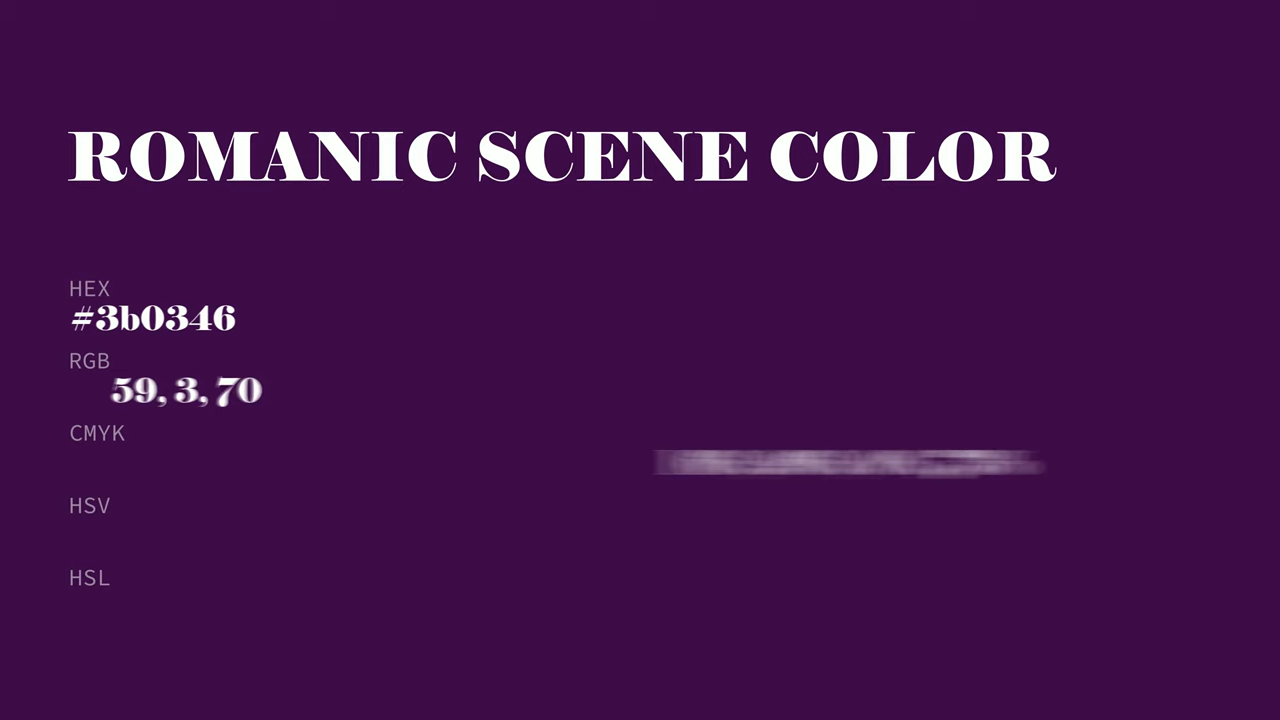 ROMANIC SCENE COLOR
HEX
#3b0346
RGB
59, 3, 70
CMYK
HSV
HSL